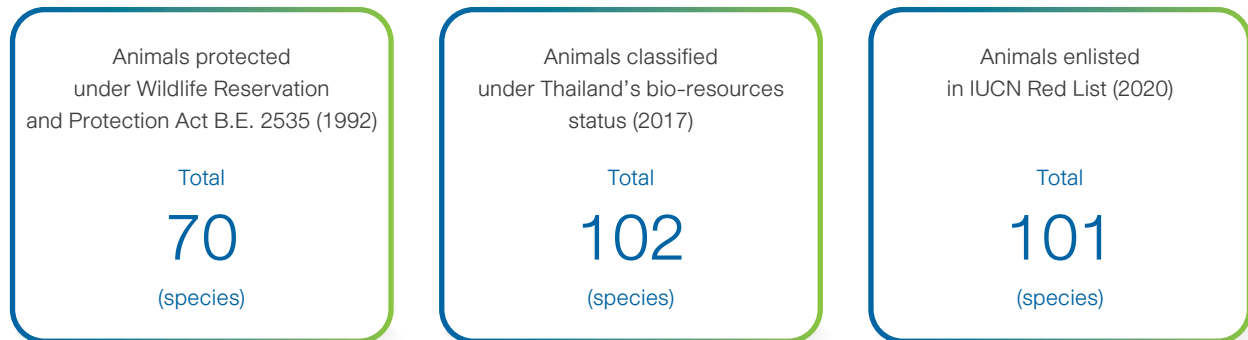 Animals protected
under Wildlife Reservation
and Protection Act B.E. 2535 (1992)
Total
70
(species)
Animals classified
under Thailand's bio-resources
status (2017)
Total
102
(species)
Animals enlisted
in IUCN Red List (2020)
Total
101
(species)